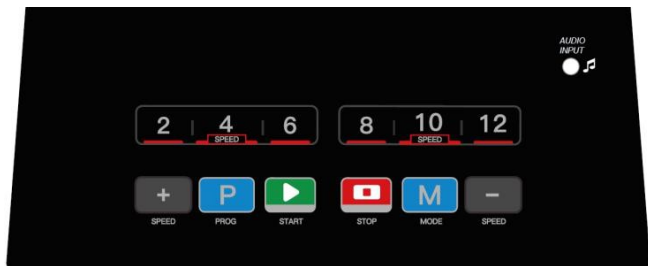 AUDIO
INPUT
2 4 6 8 10 12
SPEED SPEED
+ P M −
SPEED PROG START STOP MODE SPEED